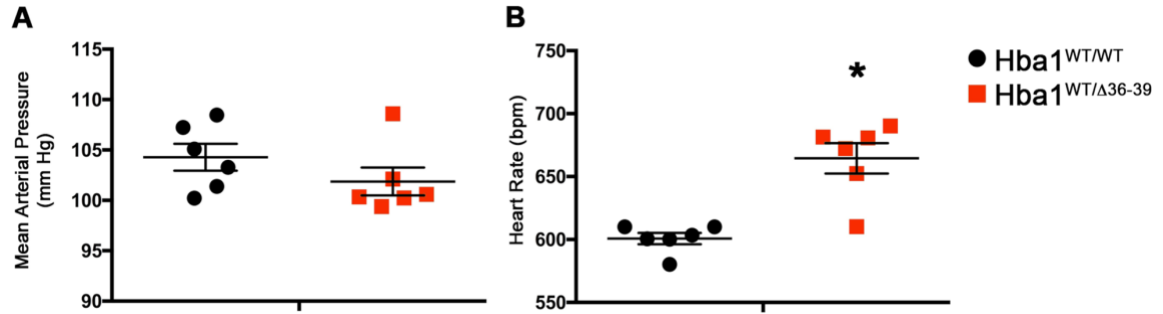 A
Mean Arterial Pressure
(mm Hg)
115
110
105
100
95
90
B
Heart Rate (bpm)
750
700
650
600
550
*
Hba1WT/WT
Hba1WT/Δ36-39